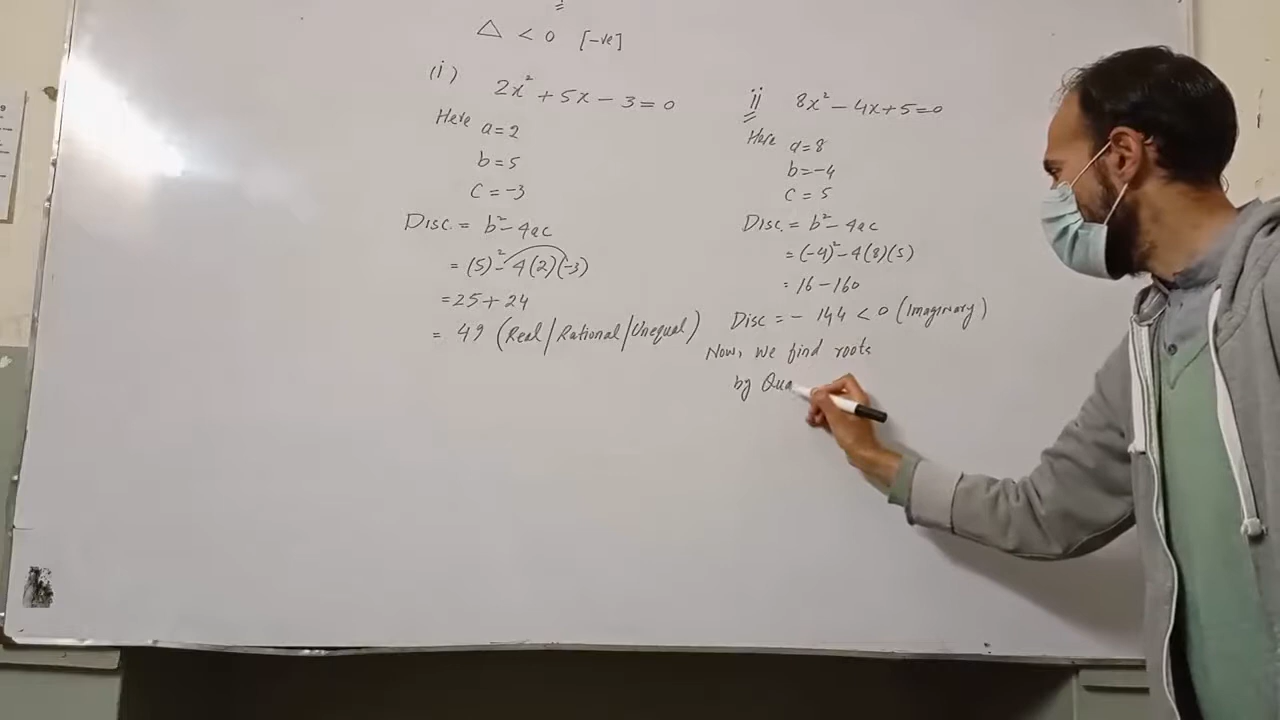 △ < 0 [-ve]
(i) 2x² + 5x - 3 = 0
Here a = 2
b = 5
c = -3
Disc. = b² - 4ac
= (5)² - 4(2)(-3)
= 25 + 24
= 49 (Real/Rational/Unequal)
ii 8x² - 4x + 5 = 0
Here a = 8
b = -4
c = 5
Disc. = b² - 4ac
= (-4)² - 4(8)(5)
= 16 - 160
Disc = - 144 < 0 (Imaginary)
Now, we find roots
by Qua